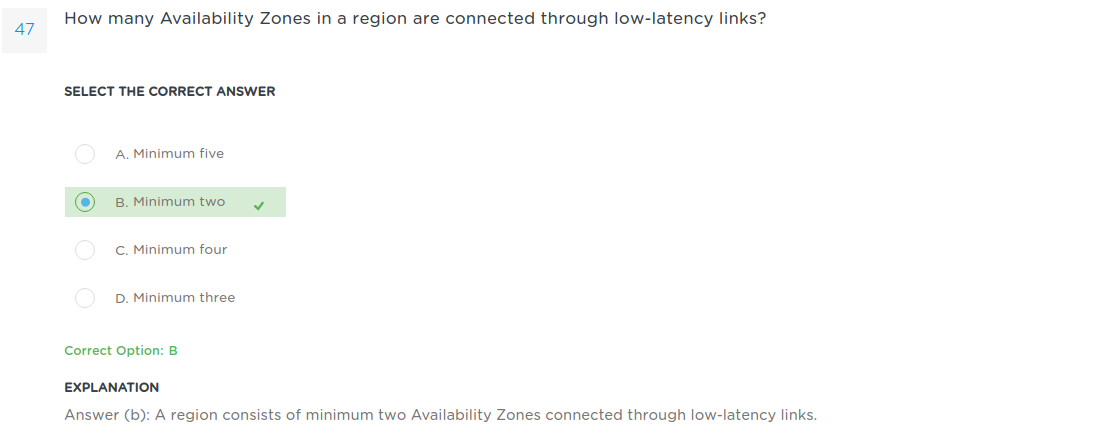 47
How many Availability Zones in a region are connected through low-latency links?
SELECT THE CORRECT ANSWER
A. Minimum five
B. Minimum two
C. Minimum four
D. Minimum three
Correct Option: B
EXPLANATION
Answer (b): A region consists of minimum two Availability Zones connected through low-latency links.